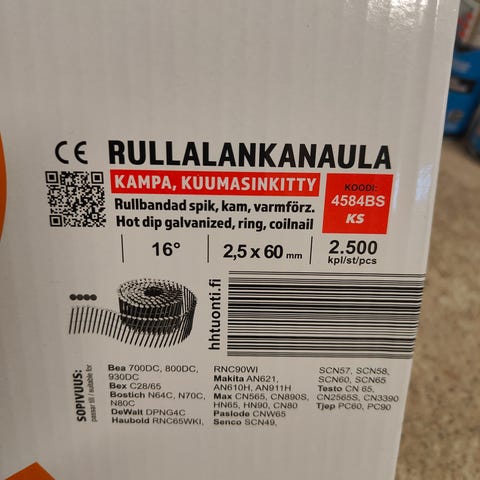 CE RULLALANKANAULA
KAMPA, KUUMASINKITTY
KOODI:
4584BS
KS
Rullbandad spik, kam, varmförz.
Hot dip galvanized, ring, coilnail
16° 2,5 x 60 mm 2.500
kpl/st/pcs
hhtuonti.fi
SOPIVUUS:
passar till / suitable for
Bea 700DC, 800DC,
930DC
Bex C28/65
Bostich N64C, N70C,
N80C
DeWalt DPNG4C
Haubold RNC65WKI,
RNC90WI
Makita AN621,
AN610H, AN911H
Max CN565, CN890S,
HN65, HN90, CN80
Paslode CNW65
Senco SCN49,
SCN57, SCN58,
SCN60, SCN65
Testo CN 65,
CN2565S, CN3390
Tjep PC60, PC90